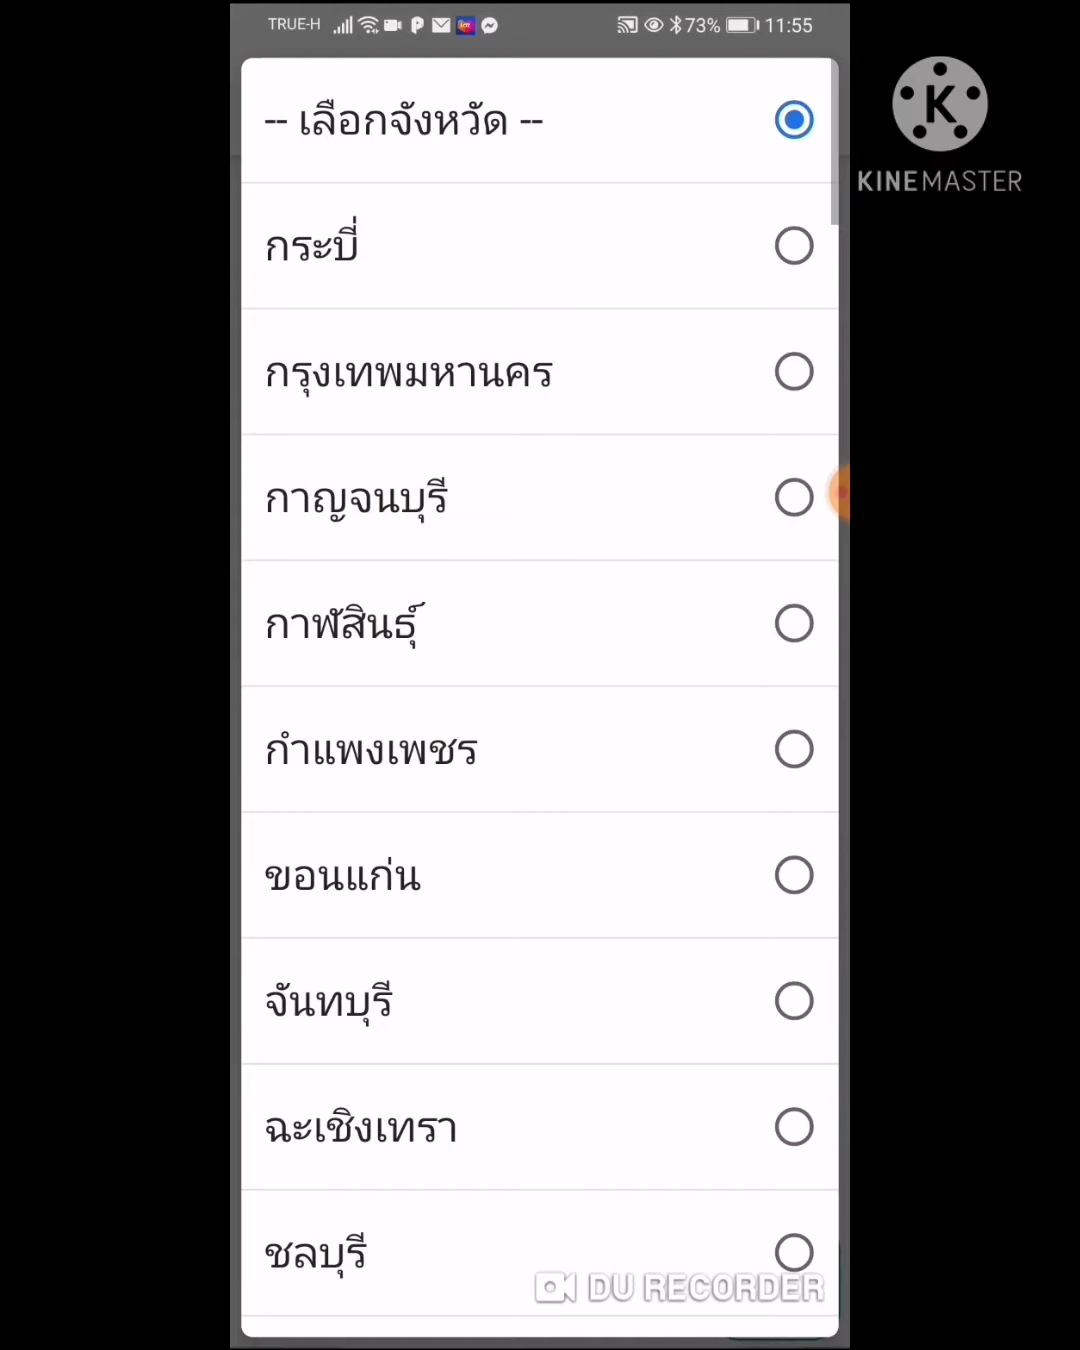 TRUE-H 73% 11:55
-- เลือกจังหวัด --
กระบี่
กรุงเทพมหานคร
กาญจนบุรี
กาฬสินธุ์
กำแพงเพชร
ขอนแก่น
จันทบุรี
ฉะเชิงเทรา
ชลบุรี
DU RECORDER
K
KINEMASTER